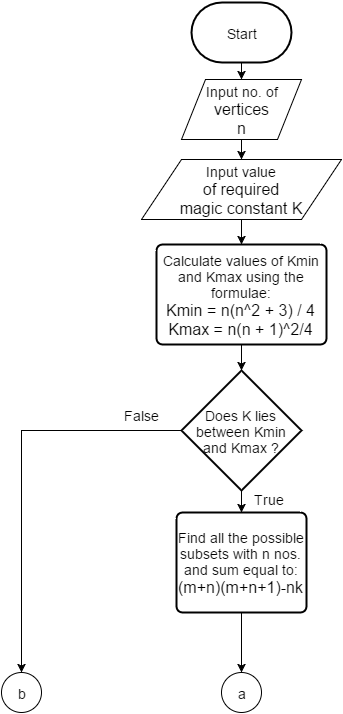 Start
Input no. of
vertices
n
Input value
of required
magic constant K
Calculate values of Kmin
and Kmax using the
formulae:
Kmin = n(n^2 + 3) / 4
Kmax = n(n + 1)^2/4
Does K lies
between Kmin
and Kmax ?
False
True
Find all the possible
subsets with n nos.
and sum equal to:
(m+n)(m+n+1)-nk
b
a